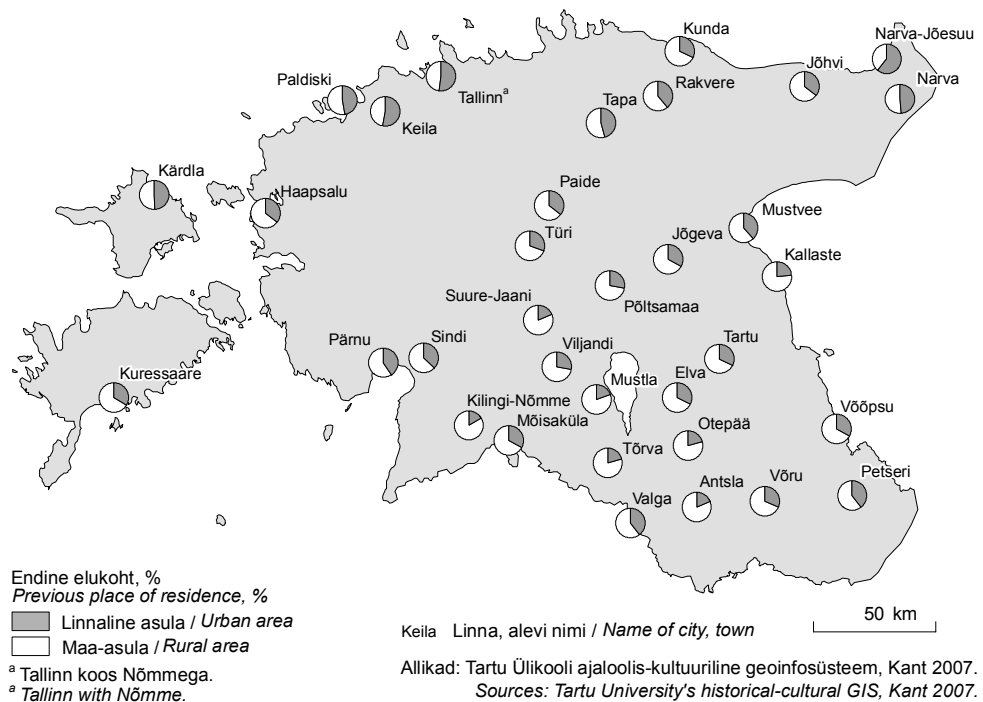 Kunda
Narva-Jõesuu
Jõhvi
Narva
Paldiski
Tallinnᵃ
Rakvere
Tapa
Keila
Kärdla
Haapsalu
Paide
Mustvee
Türi
Jõgeva
Kallaste
Suure-Jaani
Põltsamaa
Pärnu
Sindi
Viljandi
Tartu
Kuressaare
Mustla
Elva
Kilingi-Nõmme
Mõisaküla
Otepää
Võõpsu
Tõrva
Antsla
Võru
Petseri
Valga
Endine elukoht, %
Previous place of residence, %
Linnaline asula / Urban area
Maa-asula / Rural area
ᵃ Tallinn koos Nõmmega.
ᵃ Tallinn with Nõmme.
50 km
Keila Linna, alevi nimi / Name of city, town
Allikad: Tartu Ülikooli ajaloolis-kultuuriline geoinfosüsteem, Kant 2007.
Sources: Tartu University's historical-cultural GIS, Kant 2007.